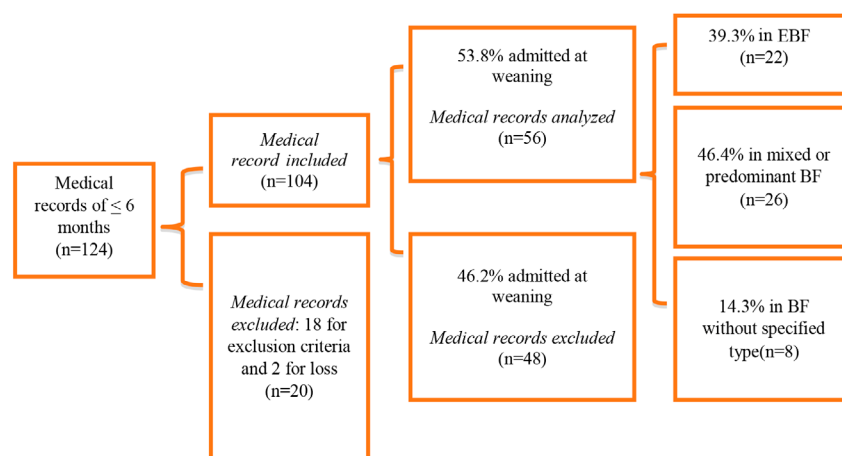 Medical
records of ≤ 6
months
(n=124)
Medical
record included
(n=104)
Medical records
excluded: 18 for
exclusion criteria
and 2 for loss
(n=20)
53.8% admitted at
weaning
Medical records analyzed
(n=56)
46.2% admitted at
weaning
Medical records excluded
(n=48)
39.3% in EBF
(n=22)
46.4% in mixed or
predominant BF
(n=26)
14.3% in BF
without specified
type(n=8)